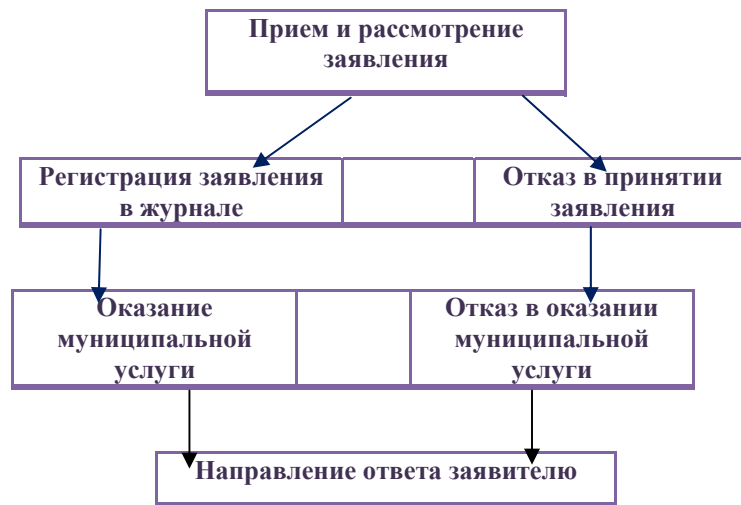 Прием и рассмотрение
заявления
Регистрация заявления
в журнале
Отказ в принятии
заявления
Оказание
муниципальной
услуги
Отказ в оказании
муниципальной
услуги
Направление ответа заявителю